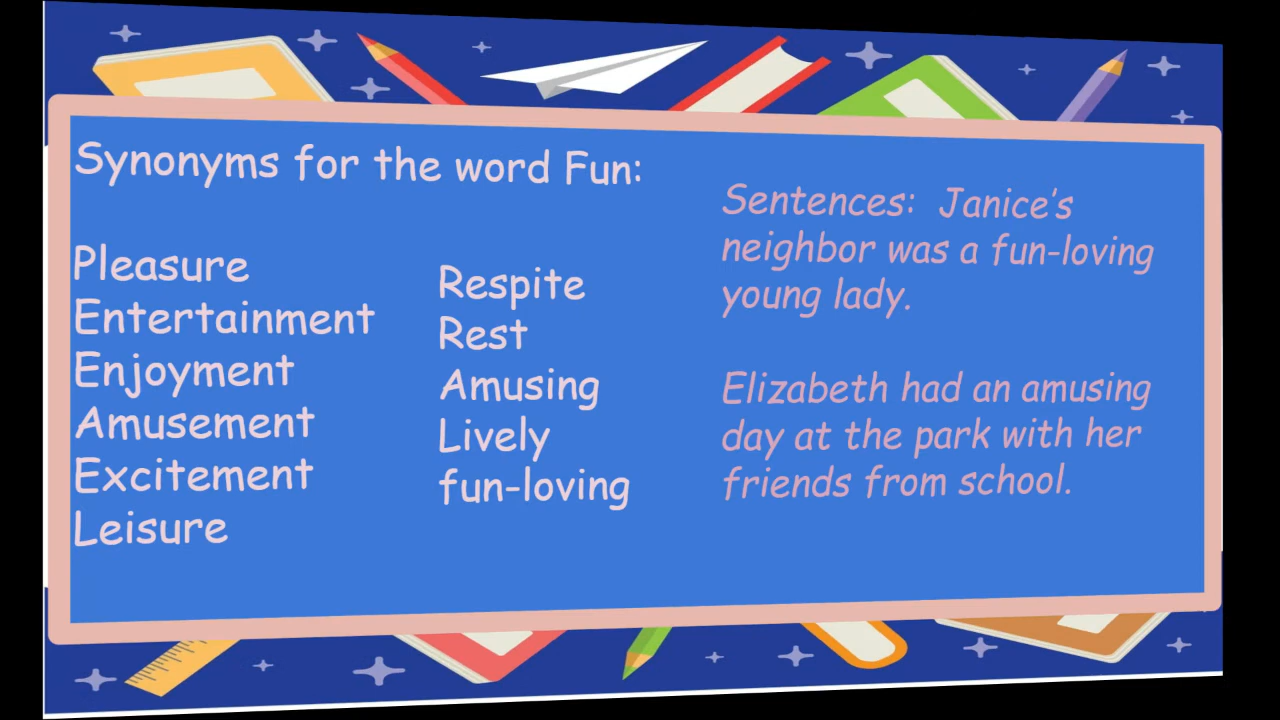 Synonyms for the word Fun:
Pleasure
Entertainment
Enjoyment
Amusement
Excitement
Leisure
Respite
Rest
Amusing
Lively
fun-loving
Sentences:  Janice's
neighbor was a fun-loving
young lady.
Elizabeth had an amusing
day at the park with her
friends from school.